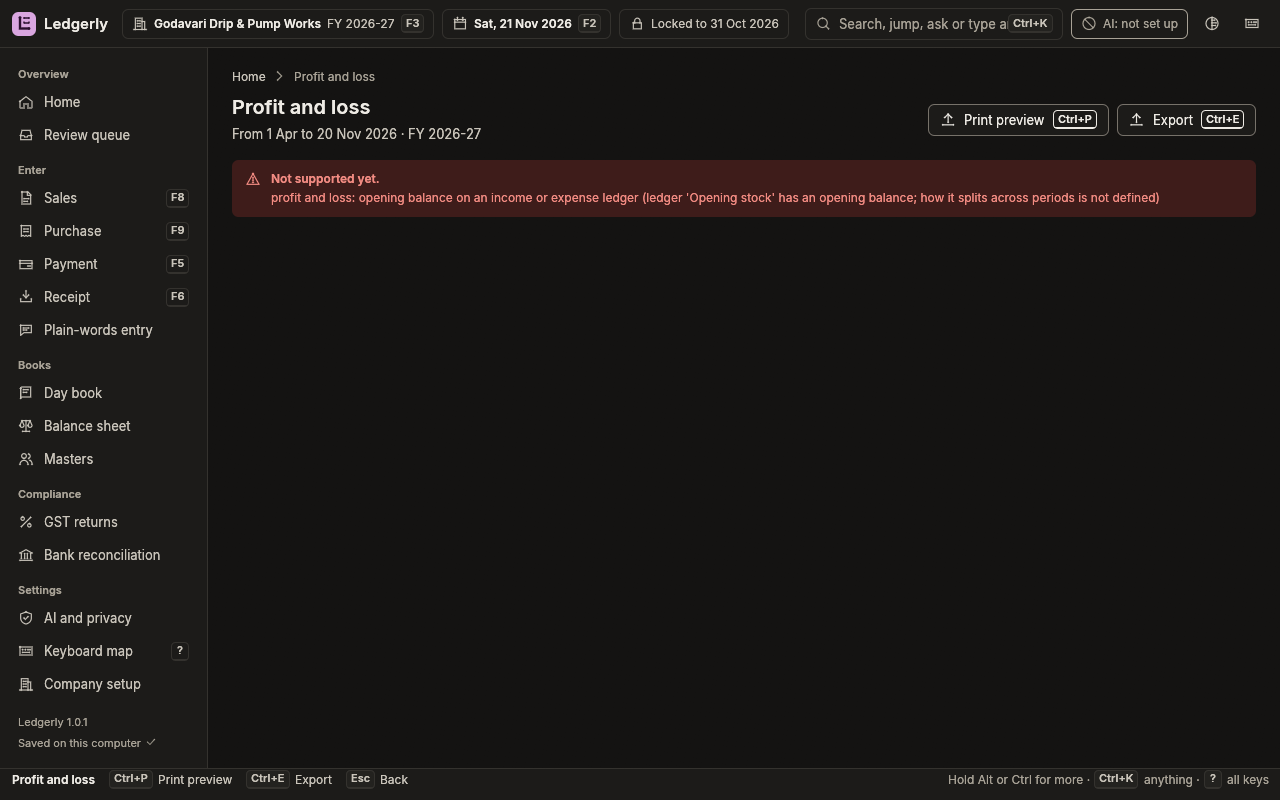 Ledgerly
Godavari Drip & Pump Works FY 2026-27 F3
Sat, 21 Nov 2026 F2
Locked to 31 Oct 2026
Search, jump, ask or type a Ctrl+K
AI: not set up
Overview
Home
Review queue
Enter
Sales F8
Purchase F9
Payment F5
Receipt F6
Plain-words entry
Books
Day book
Balance sheet
Masters
Compliance
GST returns
Bank reconciliation
Settings
AI and privacy
Keyboard map ?
Company setup
Ledgerly 1.0.1
Saved on this computer
Home Profit and loss
Profit and loss
From 1 Apr to 20 Nov 2026 · FY 2026-27
Print preview Ctrl+P
Export Ctrl+E
Not supported yet.
profit and loss: opening balance on an income or expense ledger (ledger 'Opening stock' has an opening balance; how it splits across periods is not defined)
Profit and loss Ctrl+P Print preview Ctrl+E Export Esc Back
Hold Alt or Ctrl for more · Ctrl+K anything · ? all keys